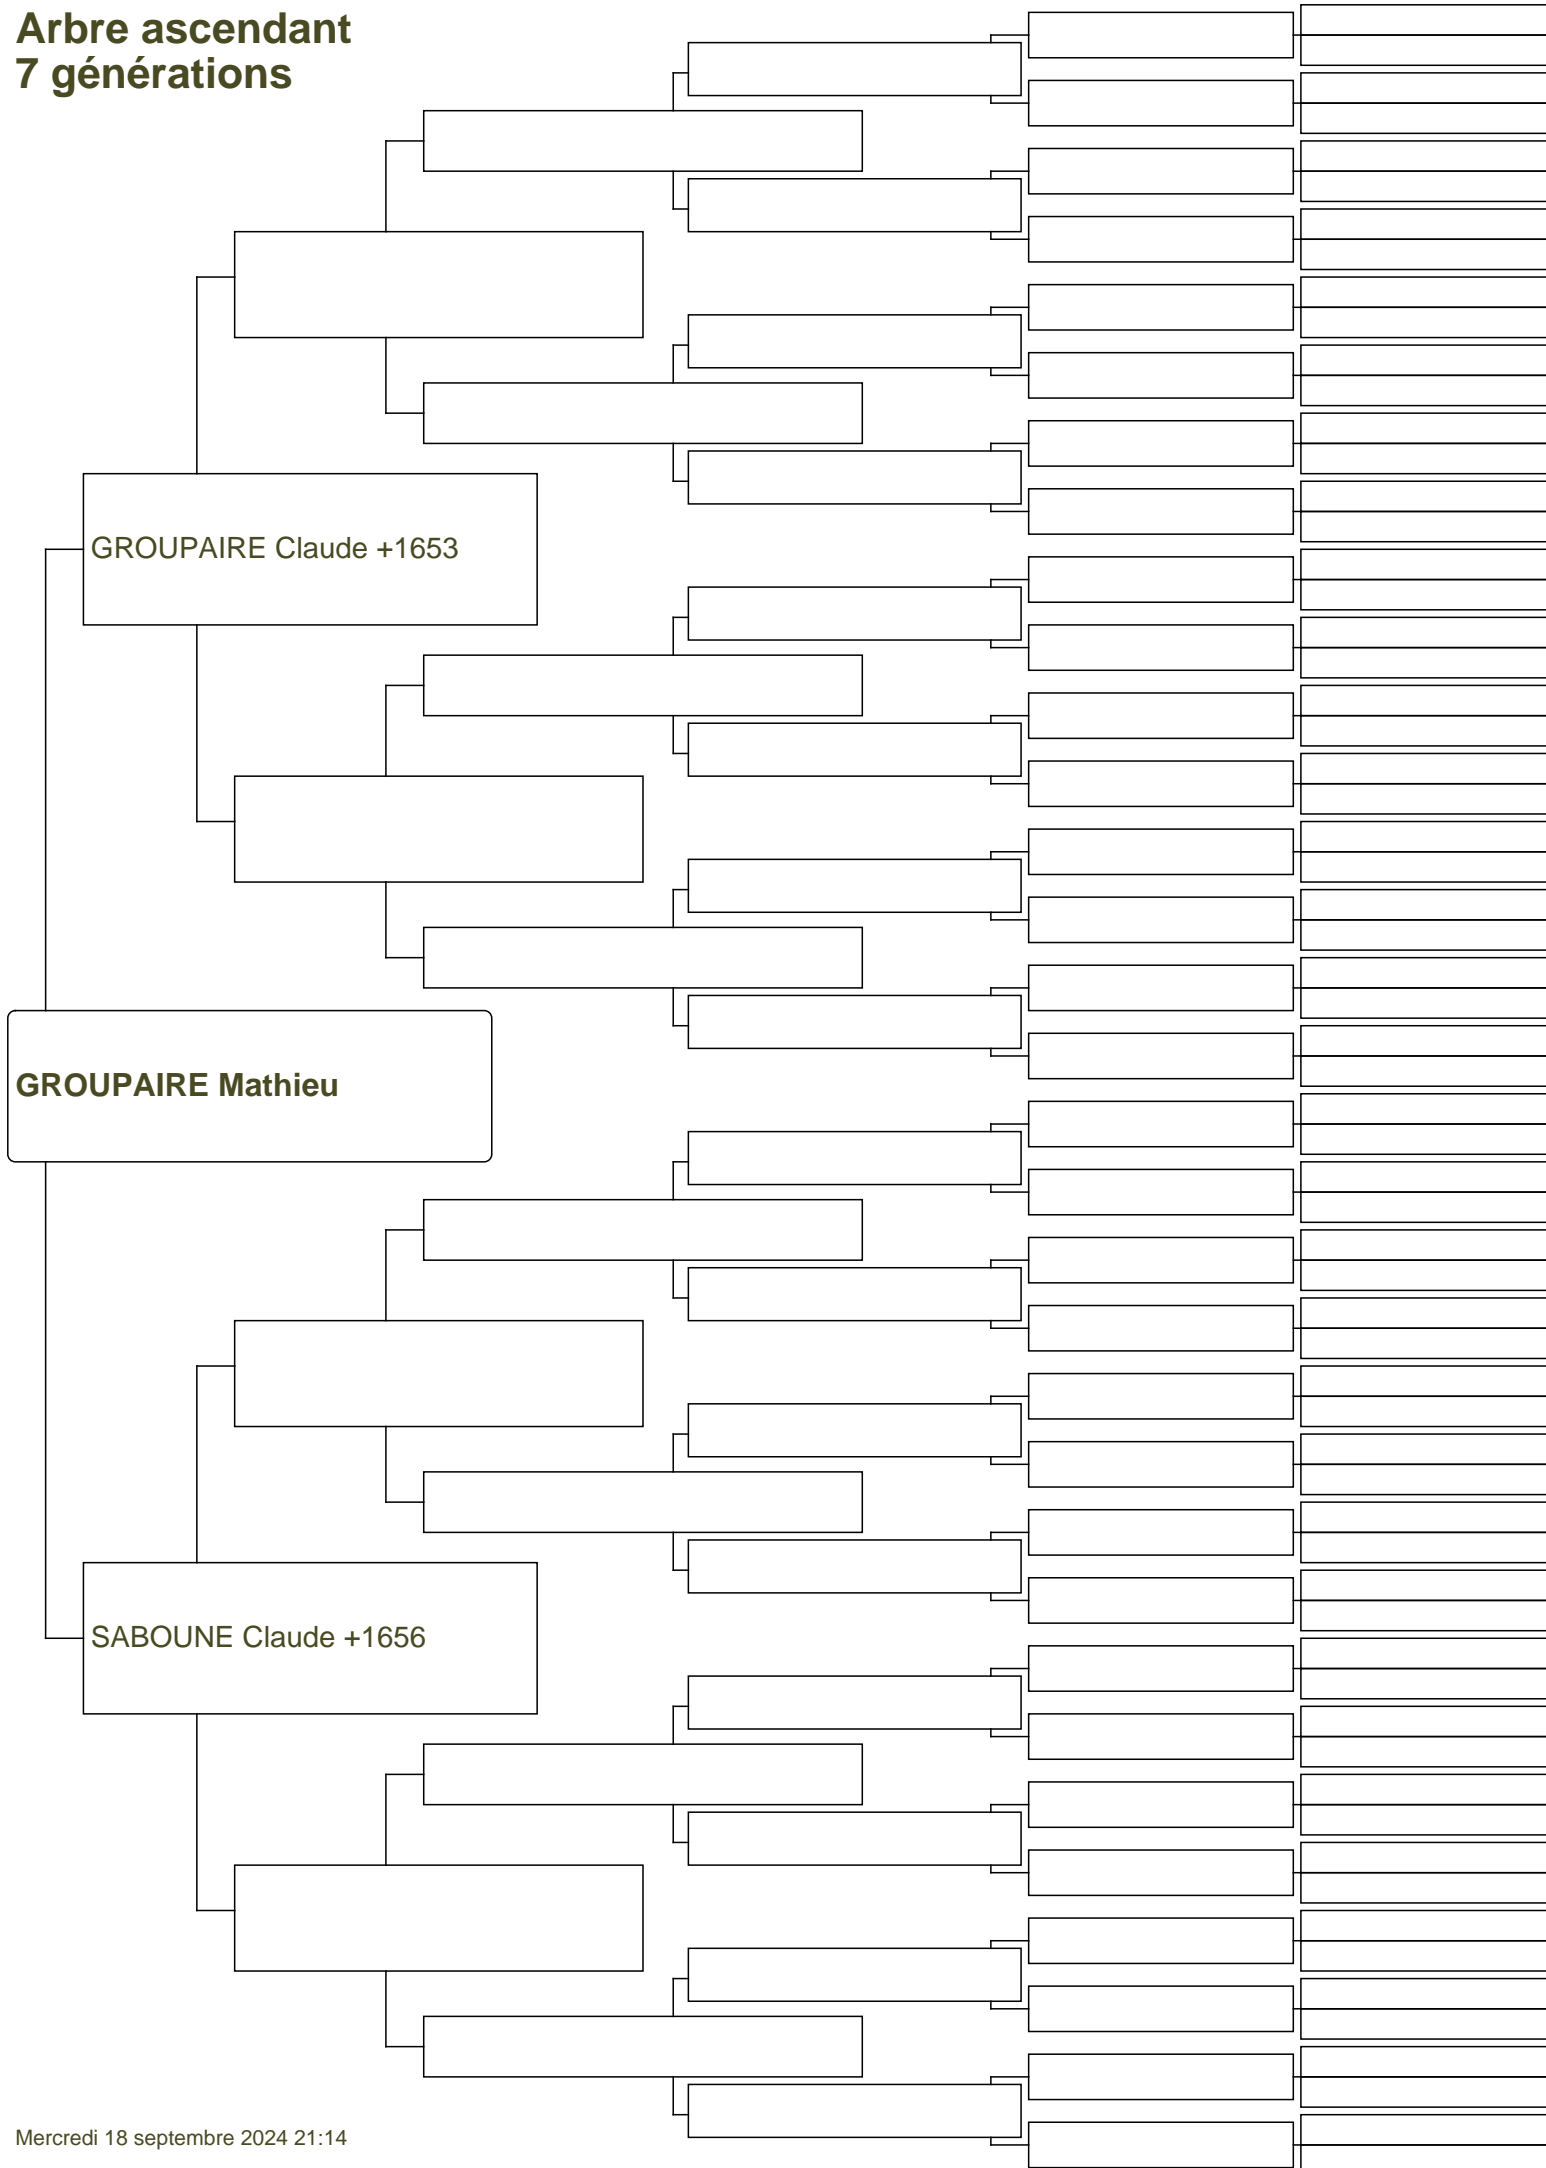 Arbre ascendant
7 générations
GROUPAIRE Claude +1653
GROUPAIRE Mathieu
SABOUNE Claude +1656
Mercredi 18 septembre 2024 21:14